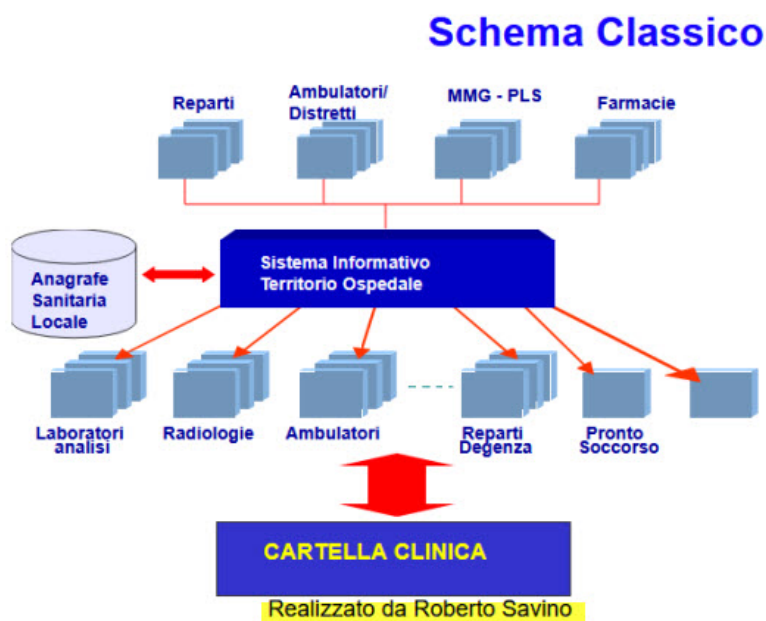 Schema Classico
Reparti
Ambulatori/
Distretti
MMG - PLS
Farmacie
Anagrafe
Sanitaria
Locale
Sistema Informativo
Territorio Ospedale
Laboratori
analisi
Radiologie
Ambulatori
Reparti
Degenza
Pronto
Soccorso
CARTELLA CLINICA
Realizzato da Roberto Savino